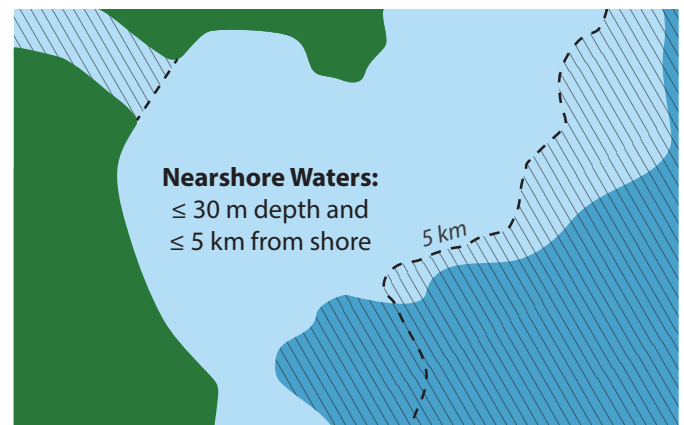 Nearshore Waters:
≤ 30 m depth and
≤ 5 km from shore
5 km